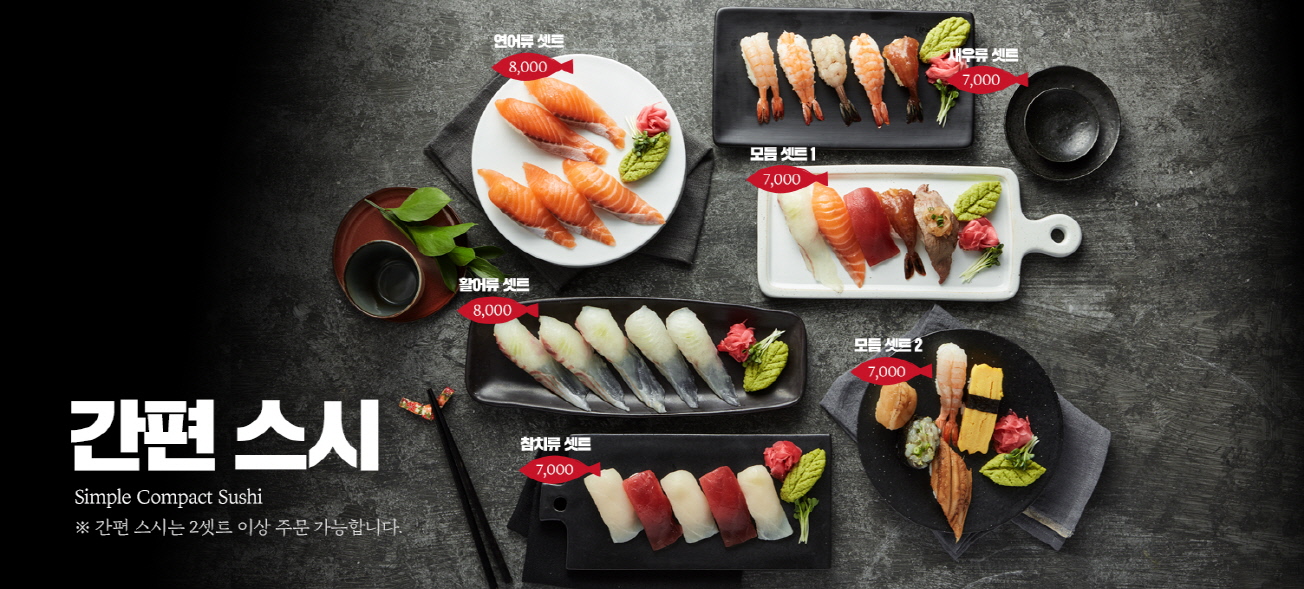 연어류 셋트
8,000
새우류 셋트
7,000
모듬 셋트 1
7,000
활어류 셋트
8,000
모듬 셋트 2
7,000
참치류 셋트
7,000
간편 스시
Simple Compact Sushi
※ 간편 스시는 2셋트 이상 주문 가능합니다.